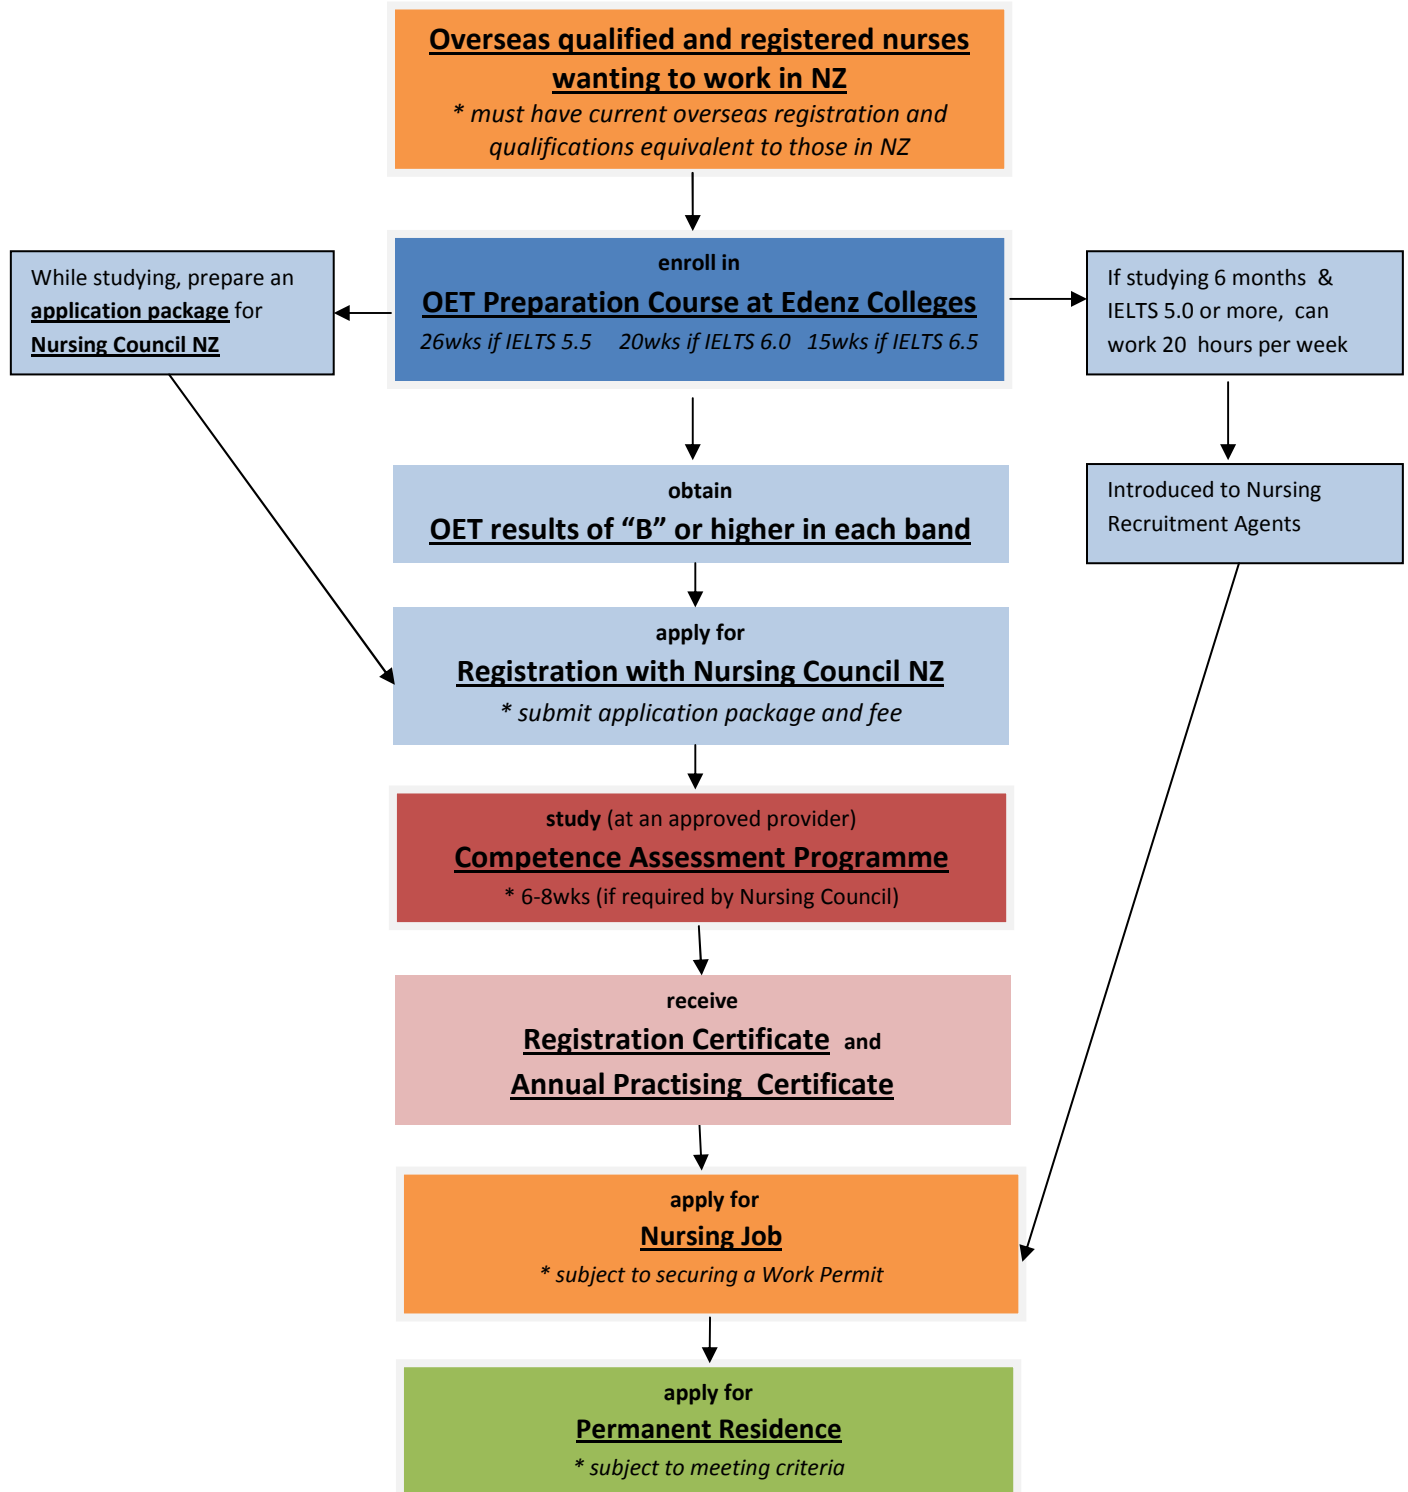 Overseas qualified and registered nurses
wanting to work in NZ
* must have current overseas registration and
qualifications equivalent to those in NZ
While studying, prepare an
application package for
Nursing Council NZ
enroll in
OET Preparation Course at Edenz Colleges
26wks if IELTS 5.5 20wks if IELTS 6.0 15wks if IELTS 6.5
If studying 6 months &
IELTS 5.0 or more, can
work 20 hours per week
obtain
OET results of “B” or higher in each band
Introduced to Nursing
Recruitment Agents
apply for
Registration with Nursing Council NZ
* submit application package and fee
study (at an approved provider)
Competence Assessment Programme
* 6-8wks (if required by Nursing Council)
receive
Registration Certificate and
Annual Practising Certificate
apply for
Nursing Job
* subject to securing a Work Permit
apply for
Permanent Residence
* subject to meeting criteria